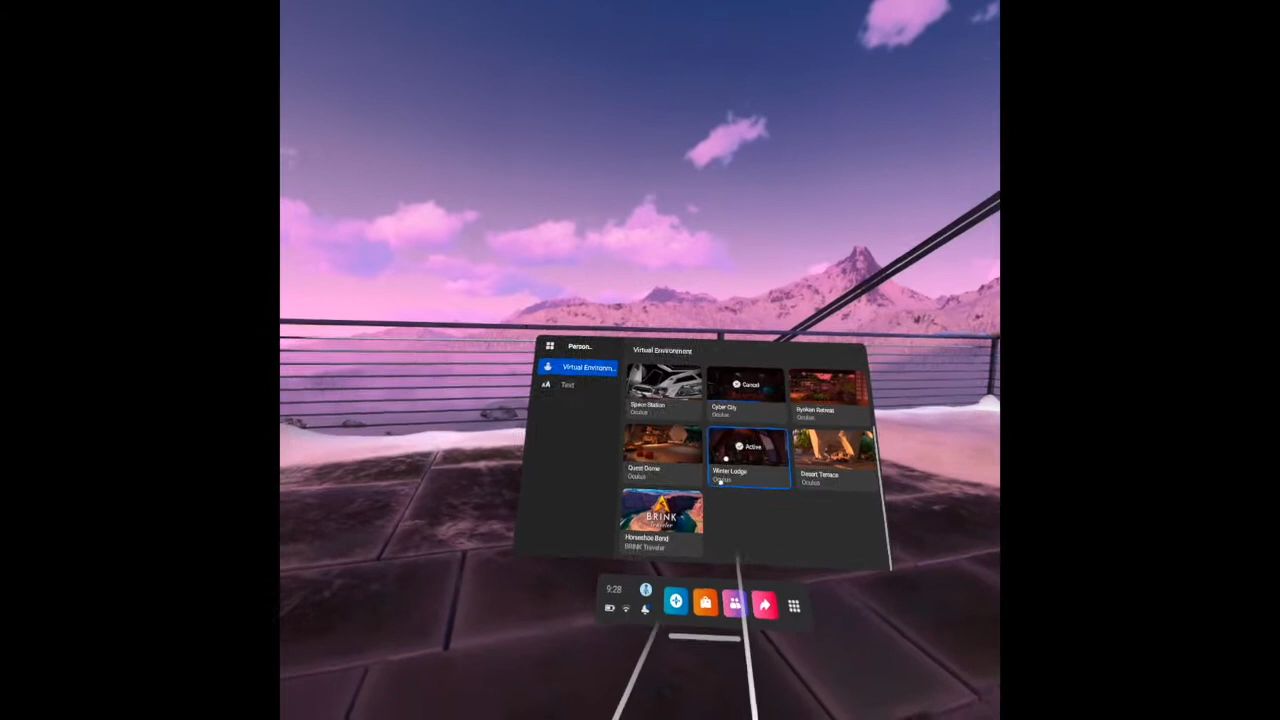 Person..
Virtual Environment
Virtual Environm...
Text
Space Station
Oculus
Cancel
Cyber City
Oculus
Ryokan Retreat
Oculus
Quest Dome
Oculus
Active
Winter Lodge
Oculus
Desert Terrace
Oculus
BRINK
Traveler
Horseshoe Bend
BRINK Traveler
9:28